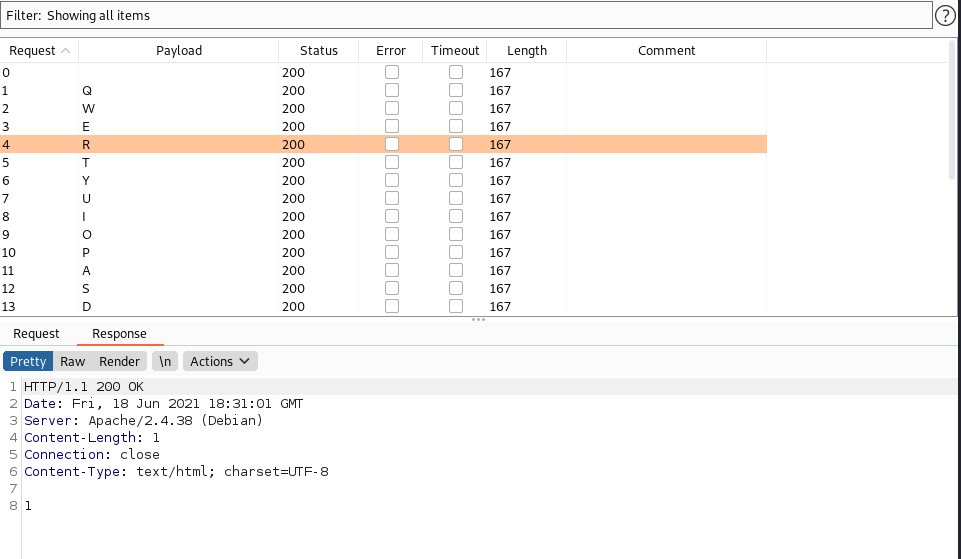 Filter: Showing all items
?
Request Payload Status Error Timeout Length Comment
0 200 167
1 Q 200 167
2 W 200 167
3 E 200 167
4 R 200 167
5 T 200 167
6 Y 200 167
7 U 200 167
8 I 200 167
9 O 200 167
10 P 200 167
11 A 200 167
12 S 200 167
13 D 200 167
Request Response
Pretty Raw Render \n Actions
1 HTTP/1.1 200 OK
2 Date: Fri, 18 Jun 2021 18:31:01 GMT
3 Server: Apache/2.4.38 (Debian)
4 Content-Length: 1
5 Connection: close
6 Content-Type: text/html; charset=UTF-8
7
8 1